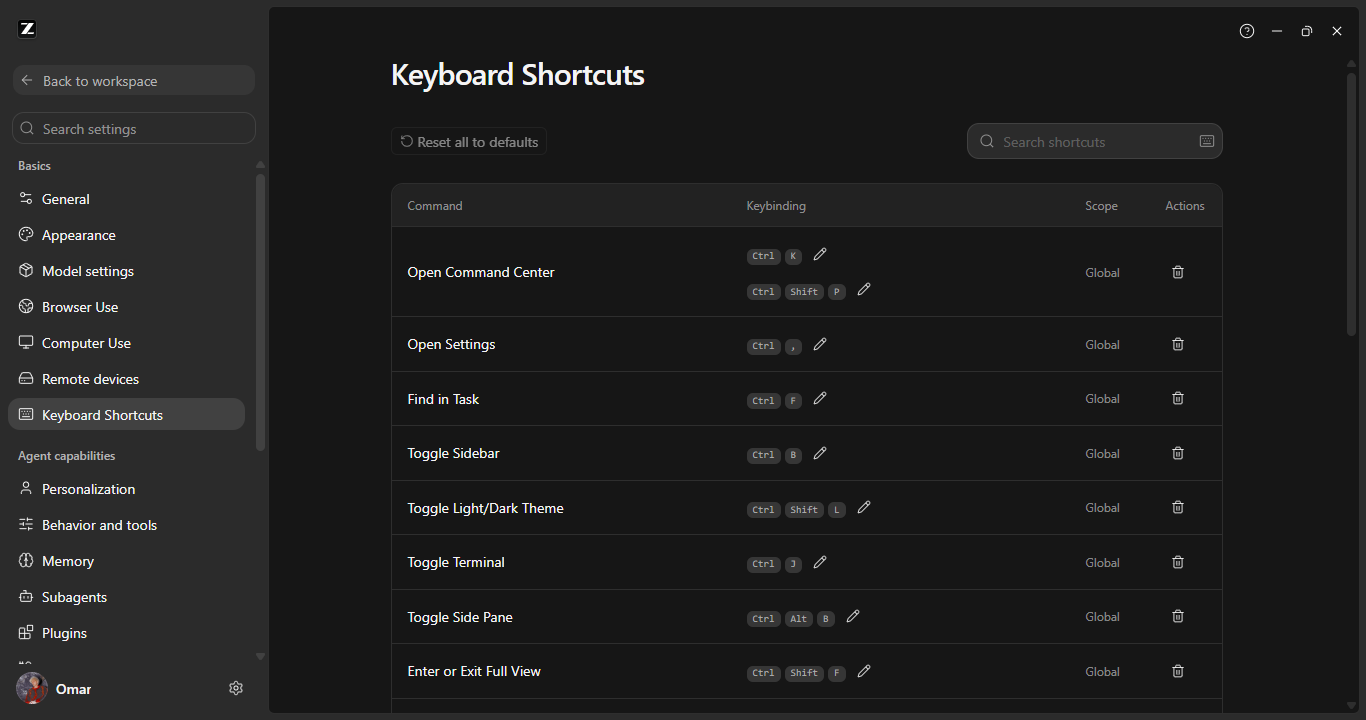 Z
Back to workspace
Search settings
Basics
General
Appearance
Model settings
Browser Use
Computer Use
Remote devices
Keyboard Shortcuts
Agent capabilities
Personalization
Behavior and tools
Memory
Subagents
Plugins
Omar
Keyboard Shortcuts
Reset all to defaults
Search shortcuts
Command Keybinding Scope Actions
Open Command Center Ctrl K Global
Ctrl Shift P
Open Settings Ctrl , Global
Find in Task Ctrl F Global
Toggle Sidebar Ctrl B Global
Toggle Light/Dark Theme Ctrl Shift L Global
Toggle Terminal Ctrl J Global
Toggle Side Pane Ctrl Alt B Global
Enter or Exit Full View Ctrl Shift F Global